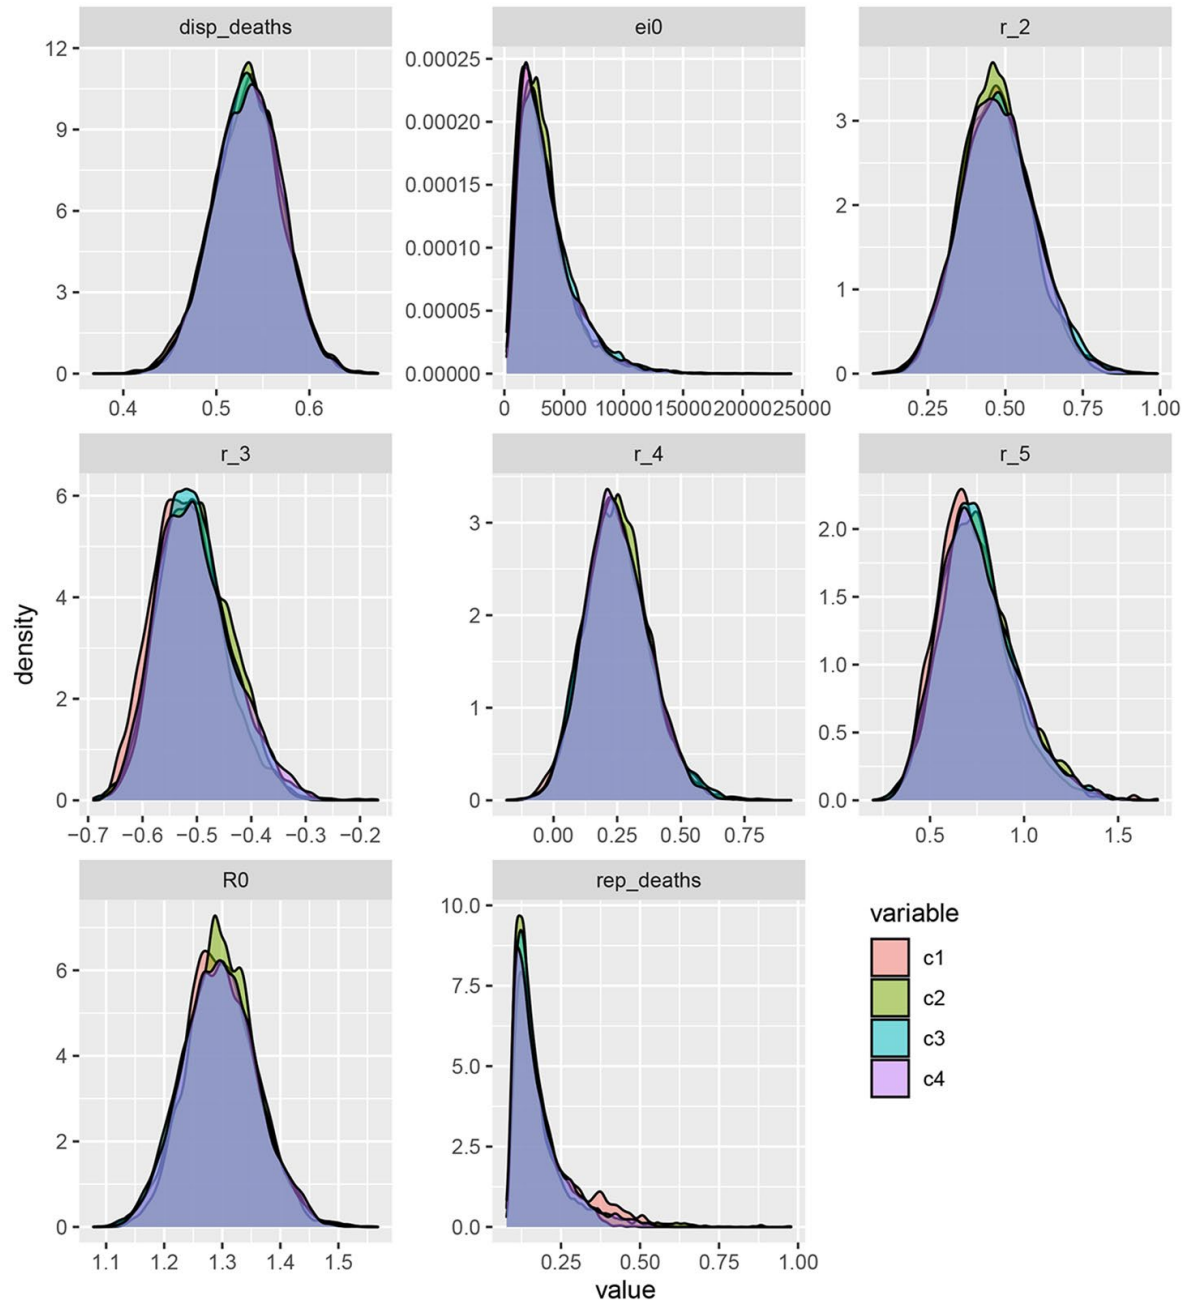 disp_deaths
ei0
r_2
12
9
6
3
0
0.4 0.5 0.6
0.00025
0.00020
0.00015
0.00010
0.00005
0.00000
0 5000 10000 15000 20000 25000
3
2
1
0
0.25 0.50 0.75 1.00
r_3
r_4
r_5
6
4
2
0
−0.7 −0.6 −0.5 −0.4 −0.3 −0.2
3
2
1
0
0.00 0.25 0.50 0.75
2.0
1.5
1.0
0.5
0.0
0.5 1.0 1.5
density
R0
rep_deaths
6
4
2
0
1.1 1.2 1.3 1.4 1.5
10.0
7.5
5.0
2.5
0.0
0.25 0.50 0.75 1.00
value
variable
c1
c2
c3
c4